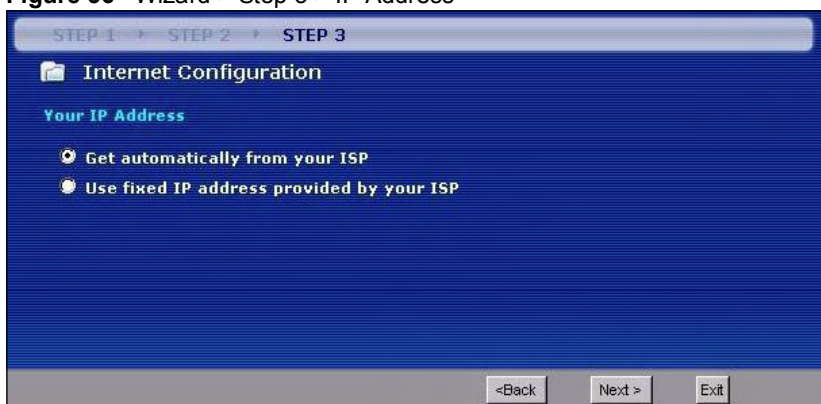 STEP 1 STEP 2 STEP 3
Internet Configuration
Your IP Address
Get automatically from your ISP
Use fixed IP address provided by your ISP
<Back Next > Exit